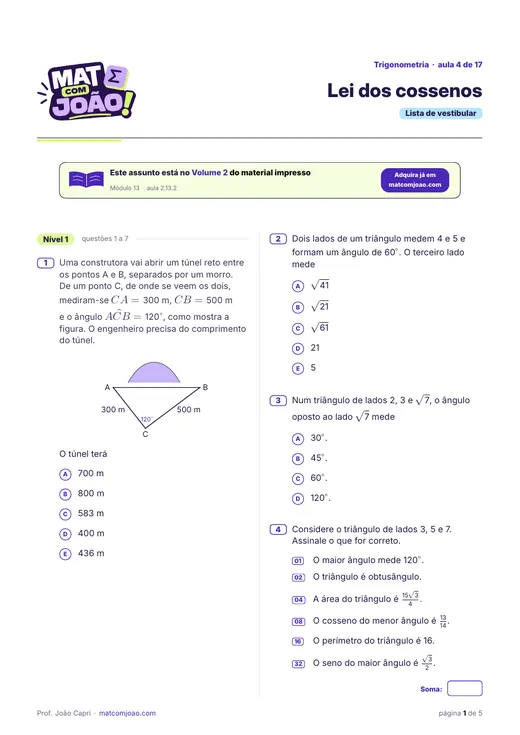 MAT
COM
JOÃO!
Trigonometria · aula 4 de 17
Lei dos cossenos
Lista de vestibular
Este assunto está no Volume 2 do material impresso
Módulo 13 · aula 2.13.2
Adquira já em
matcomjoao.com
Nível 1 questões 1 a 7
1 Uma construtora vai abrir um túnel reto entre
os pontos A e B, separados por um morro.
De um ponto C, de onde se veem os dois,
mediram-se CA = 300 m, CB = 500 m
e o ângulo AĈB = 120°, como mostra a
figura. O engenheiro precisa do comprimento
do túnel.
A B
300 m 500 m
120°
C
O túnel terá
A 700 m
B 800 m
C 583 m
D 400 m
E 436 m
2 Dois lados de um triângulo medem 4 e 5 e
formam um ângulo de 60°. O terceiro lado
mede
A √41
B √21
C √61
D 21
E 5
3 Num triângulo de lados 2, 3 e √7, o ângulo
oposto ao lado √7 mede
A 30°.
B 45°.
C 60°.
D 120°.
4 Considere o triângulo de lados 3, 5 e 7.
Assinale o que for correto.
01 O maior ângulo mede 120°.
02 O triângulo é obtusângulo.
04 A área do triângulo é 15√3/4.
08 O cosseno do menor ângulo é 13/14.
16 O perímetro do triângulo é 16.
32 O seno do maior ângulo é √3/2.
Soma:
Prof. João Capri · matcomjoao.com
página 1 de 5